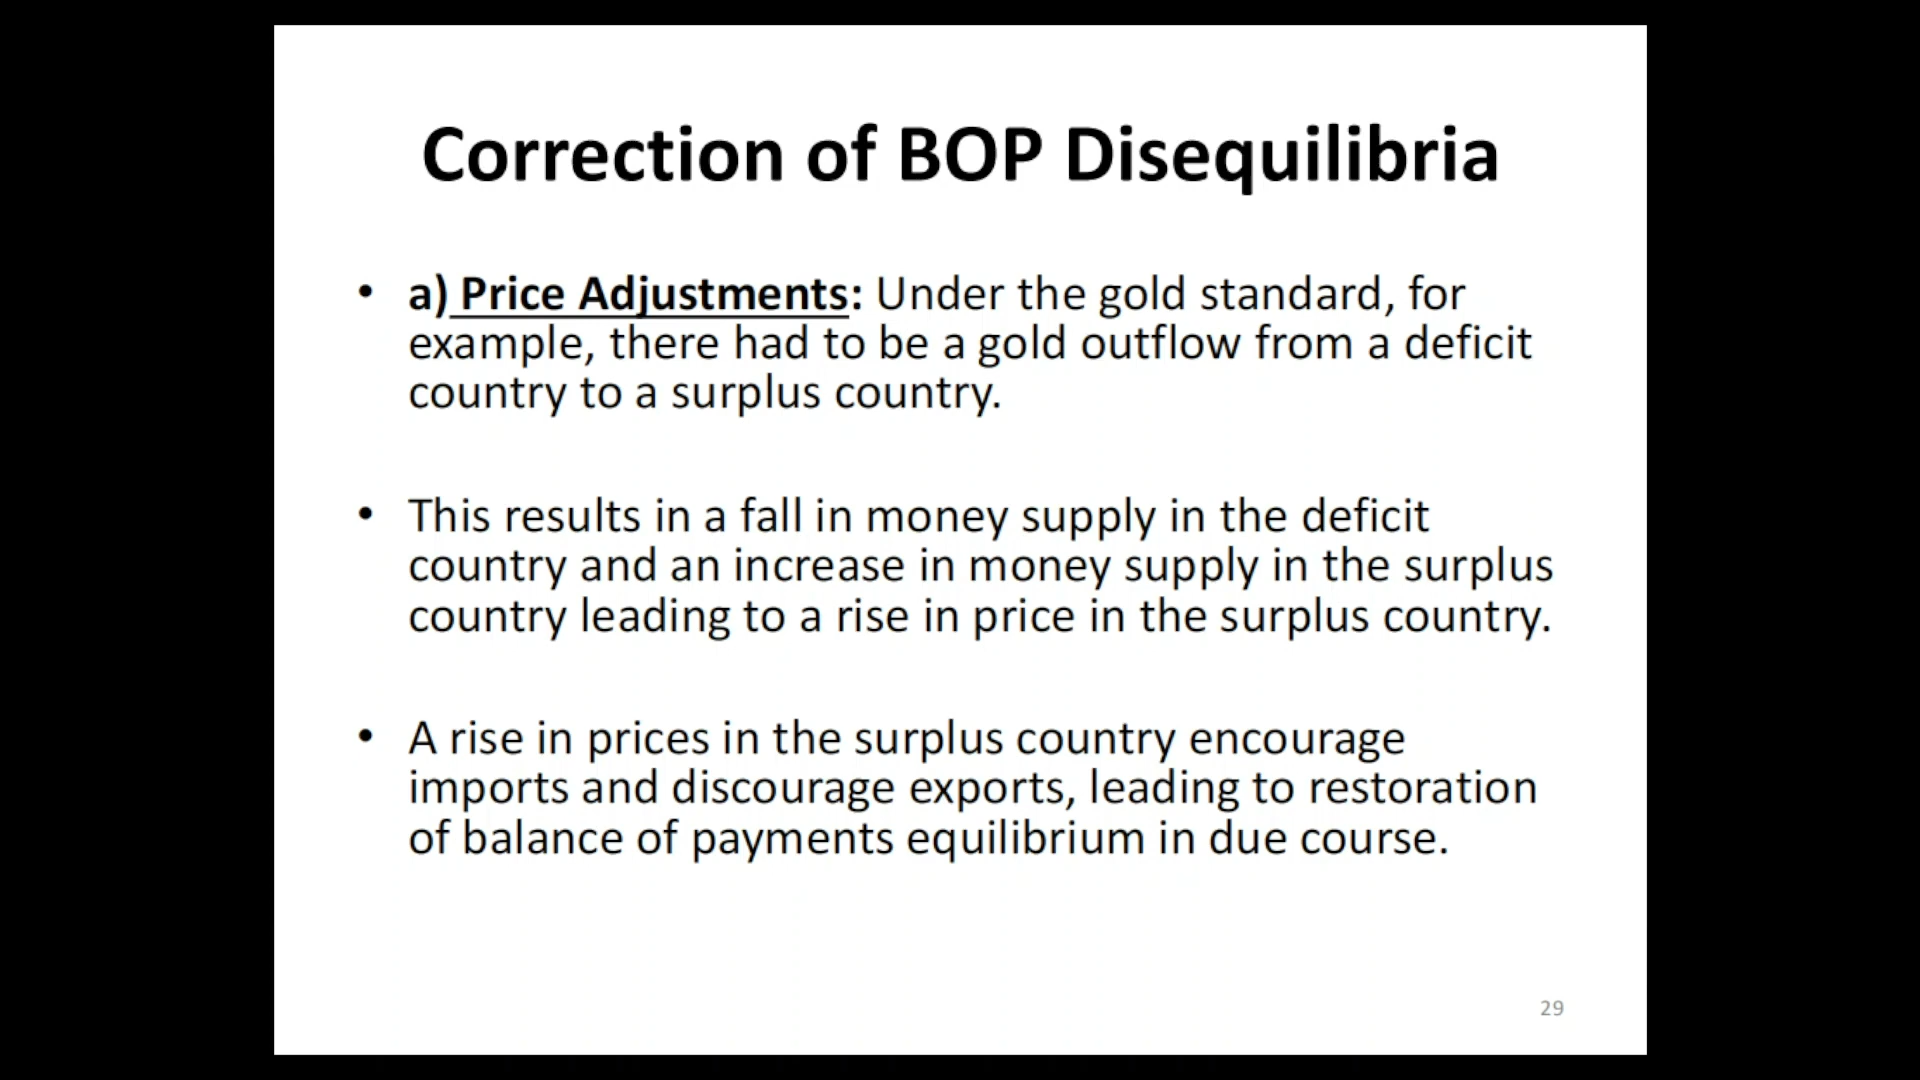 Correction of BOP Disequilibria
• a) Price Adjustments: Under the gold standard, for
example, there had to be a gold outflow from a deficit
country to a surplus country.
• This results in a fall in money supply in the deficit
country and an increase in money supply in the surplus
country leading to a rise in price in the surplus country.
• A rise in prices in the surplus country encourage
imports and discourage exports, leading to restoration
of balance of payments equilibrium in due course.
29